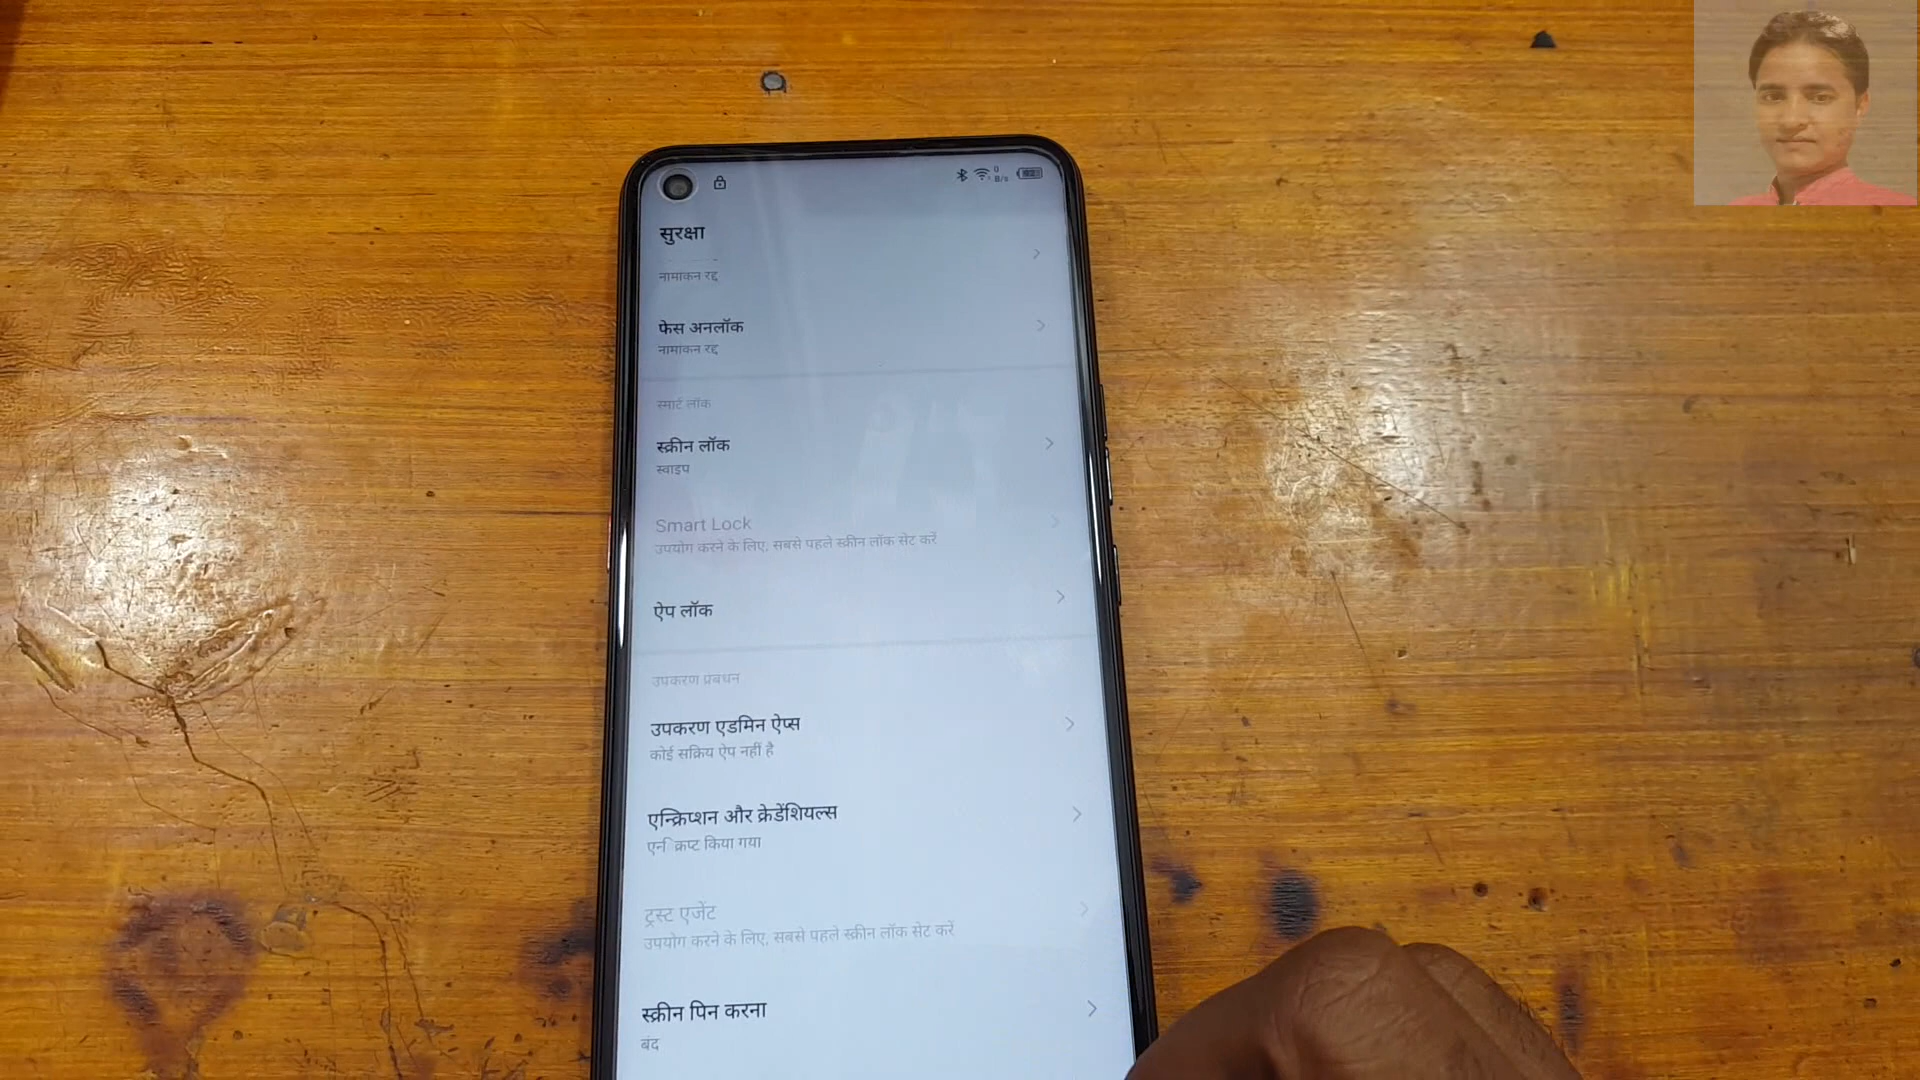 0
B/s
सुरक्षा
नामांकन रद्द
फेस अनलॉक
नामांकन रद्द
स्मार्ट लॉक
स्क्रीन लॉक
स्वाइप
Smart Lock
उपयोग करने के लिए, सबसे पहले स्क्रीन लॉक सेट करें
ऐप लॉक
उपकरण प्रबंधन
उपकरण एडमिन ऐप्स
कोई सक्रिय ऐप नहीं है
एन्क्रिप्शन और क्रेडेंशियल्स
एन्िक्रप्ट किया गया
ट्रस्ट एजेंट
उपयोग करने के लिए, सबसे पहले स्क्रीन लॉक सेट करें
स्क्रीन पिन करना
बंद